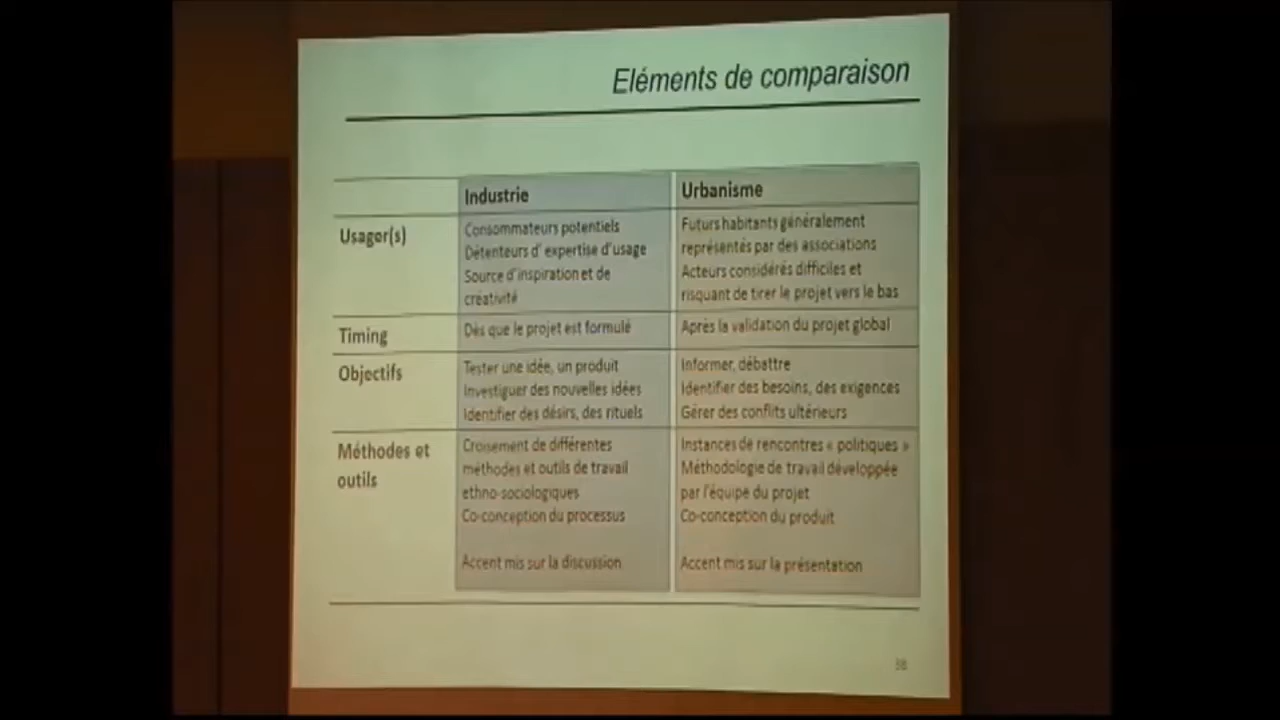 Eléments de comparaison
Industrie
Urbanisme
Usager(s)
Consommateurs potentiels
Détenteurs d' expertise d'usage
Source d'inspiration et de
créativité
Futurs habitants généralement
représentés par des associations
Acteurs considérés difficiles et
risquant de tirer le projet vers le bas
Timing
Dès que le projet est formulé
Après la validation du projet global
Objectifs
Tester une idée, un produit
Investiguer des nouvelles idées
Identifier des désirs, des rituels
Informer, débattre
Identifier des besoins, des exigences
Gérer des conflits ultérieurs
Méthodes et
outils
Croisement de différentes
méthodes et outils de travail
ethno-sociologiques
Co-conception du processus
Accent mis sur la discussion
Instances de rencontres « politiques »
Méthodologie de travail développée
par l'équipe du projet
Co-conception du produit
Accent mis sur la présentation
38